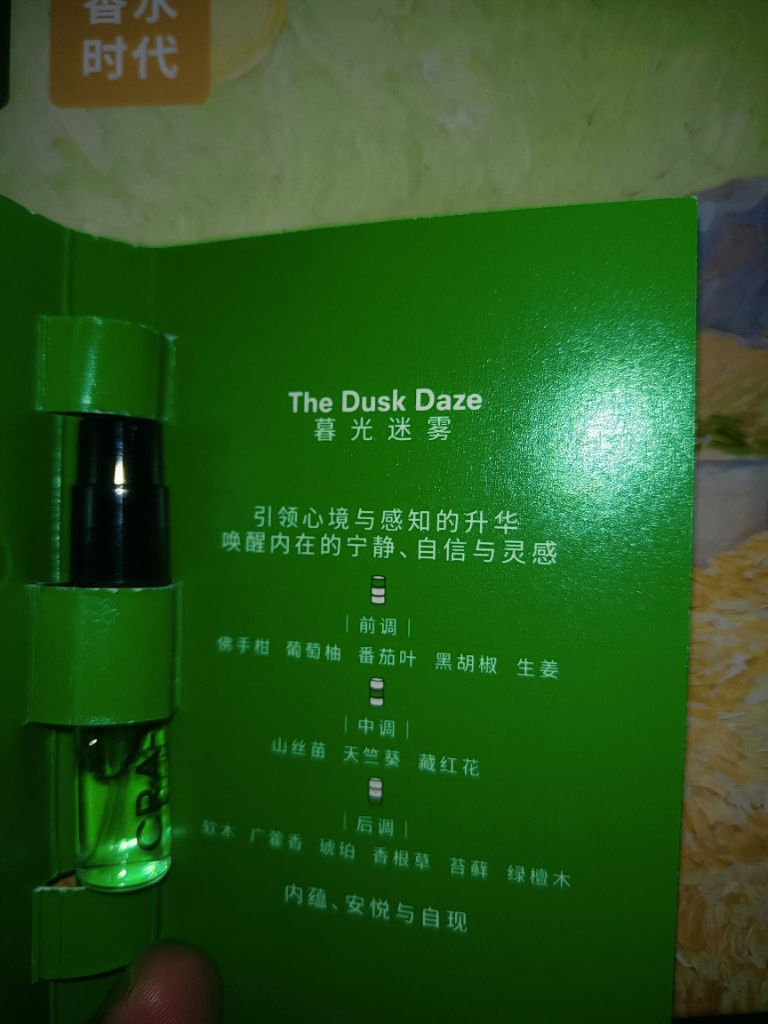 香水
时代
The Dusk Daze
暮光迷雾
引领心境与感知的升华
唤醒内在的宁静、自信与灵感
| 前调 |
佛手柑 葡萄柚 番茄叶 黑胡椒 生姜
| 中调 |
山丝苗 天竺葵 藏红花
| 后调 |
软木 广藿香 琥珀 香根草 苔藓 绿檀木
内蕴、安悦与自现
CRA